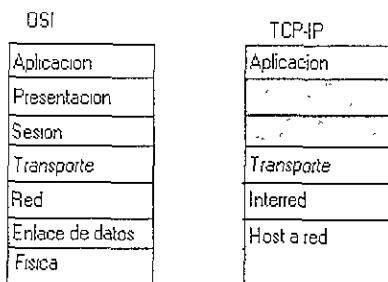 OSI
Aplicacion
Presentacion
Sesion
Transporte
Red
Enlace de datos
Fisica
TCP-IP
Aplicacion
Transporte
Interred
Host a red